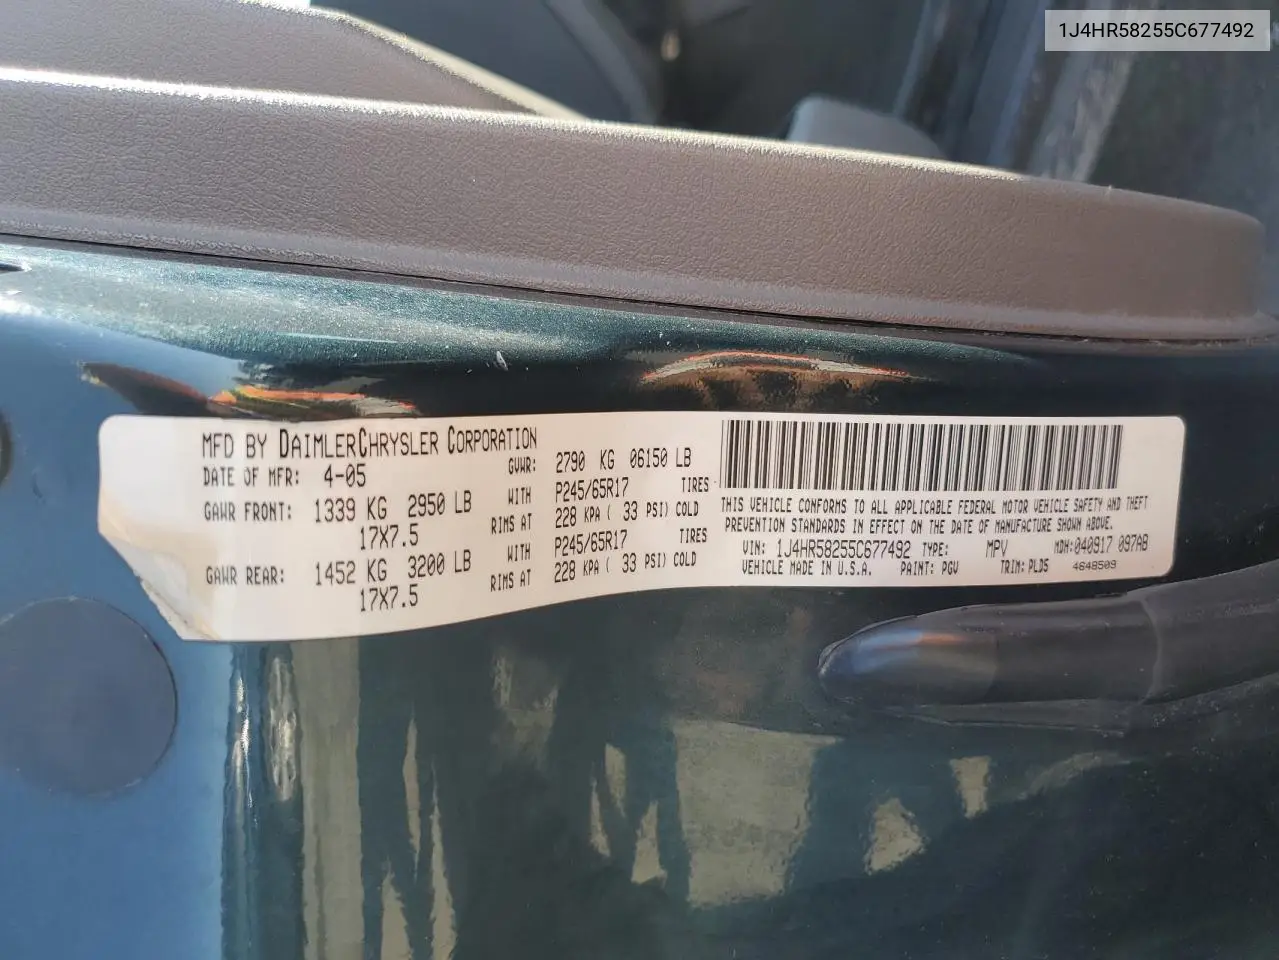 1J4HR58255C677492
MFD BY DAIMLERCHRYSLER CORPORATION
DATE OF MFR: 4-05 GVWR: 2790 KG 06150 LB
GAWR FRONT: 1339 KG 2950 LB WITH P245/65R17 TIRES
17X7.5 RIMS AT 228 KPA ( 33 PSI) COLD
GAWR REAR: 1452 KG 3200 LB WITH P245/65R17 TIRES
17X7.5 RIMS AT 228 KPA ( 33 PSI) COLD
THIS VEHICLE CONFORMS TO ALL APPLICABLE FEDERAL MOTOR VEHICLE SAFETY AND THEFT
PREVENTION STANDARDS IN EFFECT ON THE DATE OF MANUFACTURE SHOWN ABOVE.
VIN: 1J4HR58255C677492 TYPE: MPV MDH:040917 097AB
VEHICLE MADE IN U.S.A. PAINT: PGV TRIM: PLD5 4648509